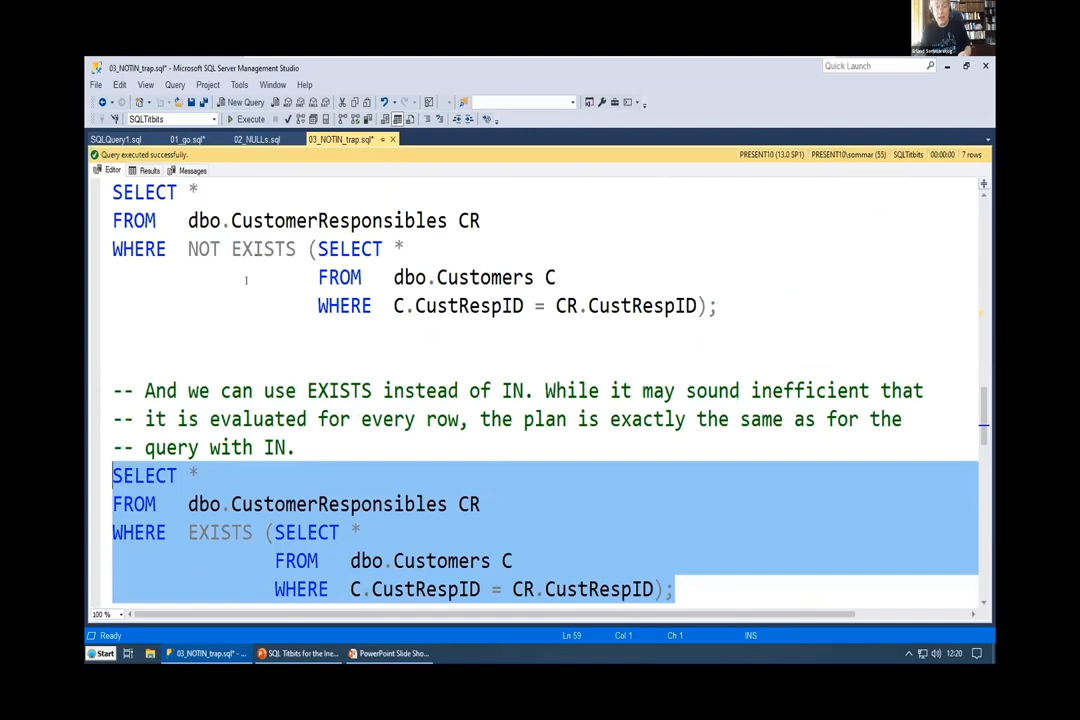 Erland Sommarskog
03_NOTIN_trap.sql* - Microsoft SQL Server Management Studio
Quick Launch
File Edit View Query Project Tools Window Help
New Query
SQLTitbits Execute
SQLQuery1.sql 01_go.sql* 02_NULLs.sql 03_NOTIN_trap.sql*
Query executed successfully. PRESENT10 (13.0 SP1) PRESENT10\sommar (55) SQLTitbits 00:00:00 7 rows
Editor Results Messages
SELECT *
FROM dbo.CustomerResponsibles CR
WHERE NOT EXISTS (SELECT *
FROM dbo.Customers C
WHERE C.CustRespID = CR.CustRespID);
-- And we can use EXISTS instead of IN. While it may sound inefficient that
-- it is evaluated for every row, the plan is exactly the same as for the
-- query with IN.
SELECT *
FROM dbo.CustomerResponsibles CR
WHERE EXISTS (SELECT *
FROM dbo.Customers C
WHERE C.CustRespID = CR.CustRespID);
100 %
Ready Ln 59 Col 1 Ch 1 INS
Start 03_NOTIN_trap.sql* - ... SQL Titbits for the Ine... PowerPoint Slide Sho... 12:20